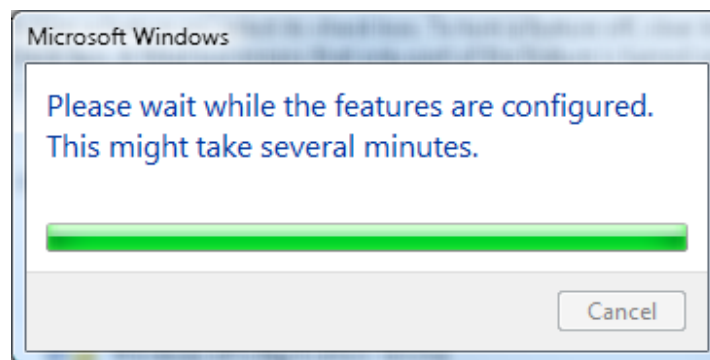 Microsoft Windows
Please wait while the features are configured.
This might take several minutes.
Cancel